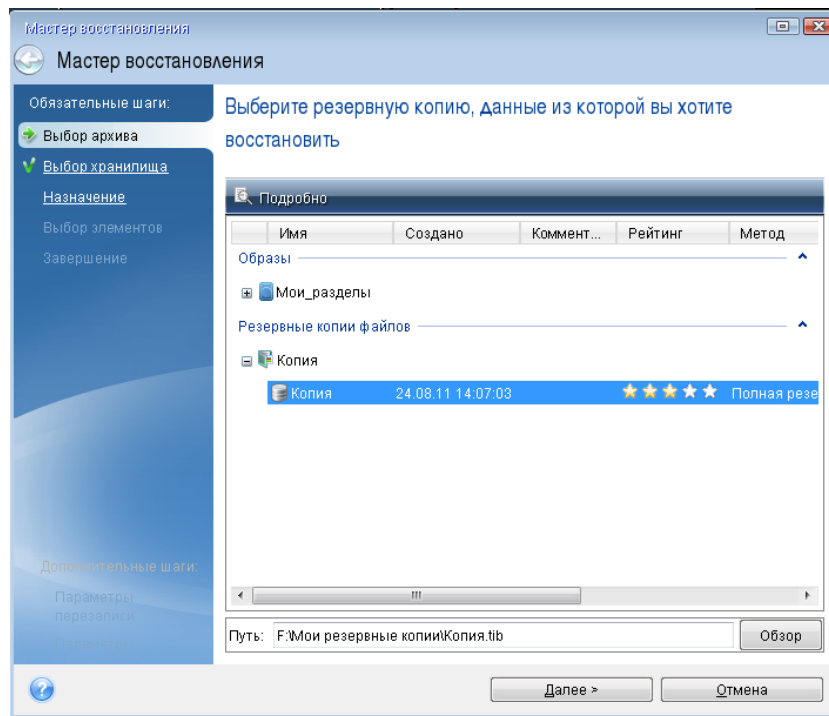 Мастер восстановления
Мастер восстановления
Обязательные шаги:
Выбор архива
Выбор хранилища
Назначение
Выбор элементов
Завершение
Дополнительные шаги:
Параметры
перезаписи
Выберите резервную копию, данные из которой вы хотите
восстановить
Подробно
Имя Создано Коммент... Рейтинг Метод
Образы
Мои_разделы
Резервные копии файлов
Копия
Копия 24.08.11 14:07:03 Полная резе
Путь: F:\Мои резервные копии\Копия.tib Обзор
Далее > Отмена